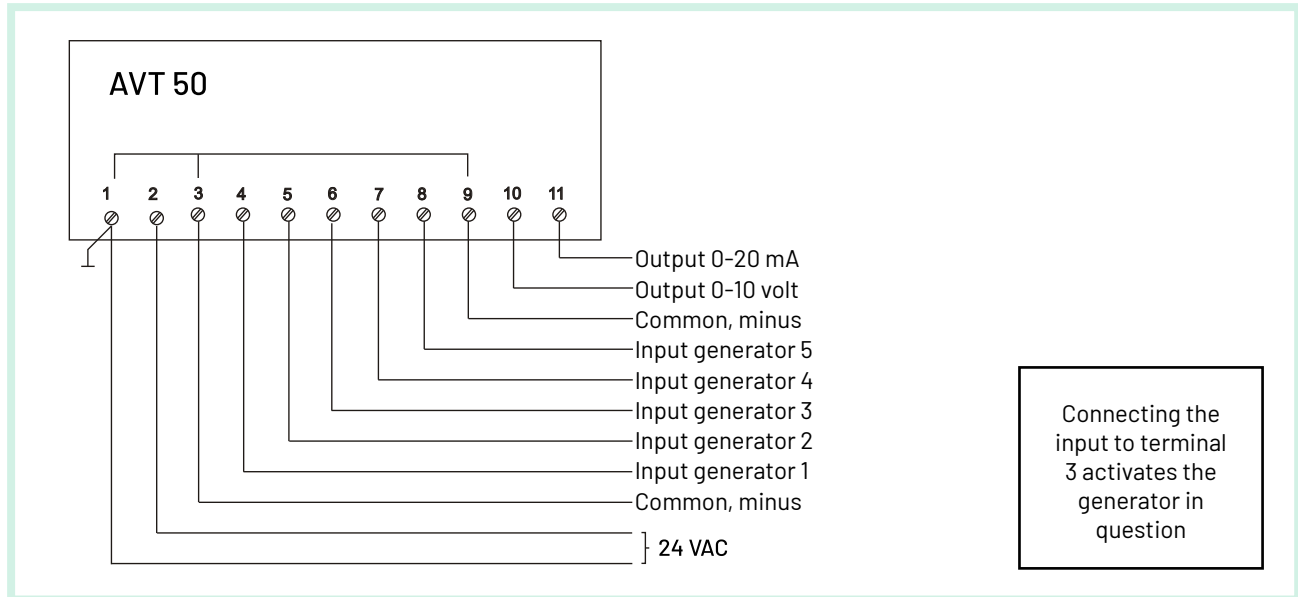 AVT 50
1 2 3 4 5 6 7 8 9 10 11
Output 0-20 mA
Output 0-10 volt
Common, minus
Input generator 5
Input generator 4
Input generator 3
Input generator 2
Input generator 1
Common, minus
24 VAC
Connecting the
input to terminal
3 activates the
generator in
question